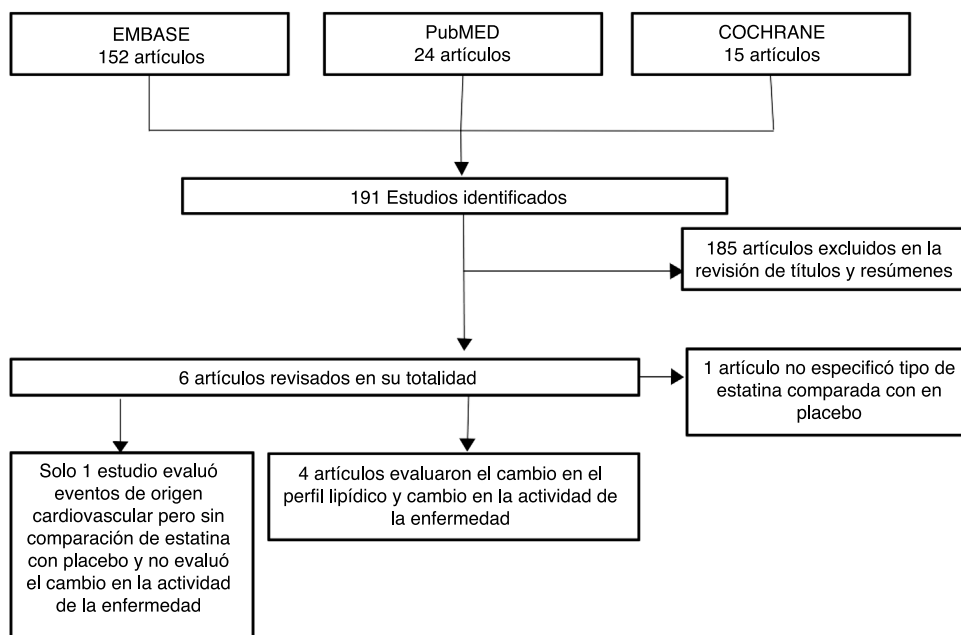 EMBASE
152 artículos
PubMED
24 artículos
COCHRANE
15 artículos
191 Estudios identificados
185 artículos excluidos en la
revisión de títulos y resúmenes
6 artículos revisados en su totalidad
1 artículo no especificó tipo de
estatina comparada con en
placebo
Solo 1 estudio evaluó
eventos de origen
cardiovascular pero sin
comparación de estatina
con placebo y no evaluó
el cambio en la actividad
de la enfermedad
4 artículos evaluaron el cambio en el
perfil lipídico y cambio en la actividad de
la enfermedad